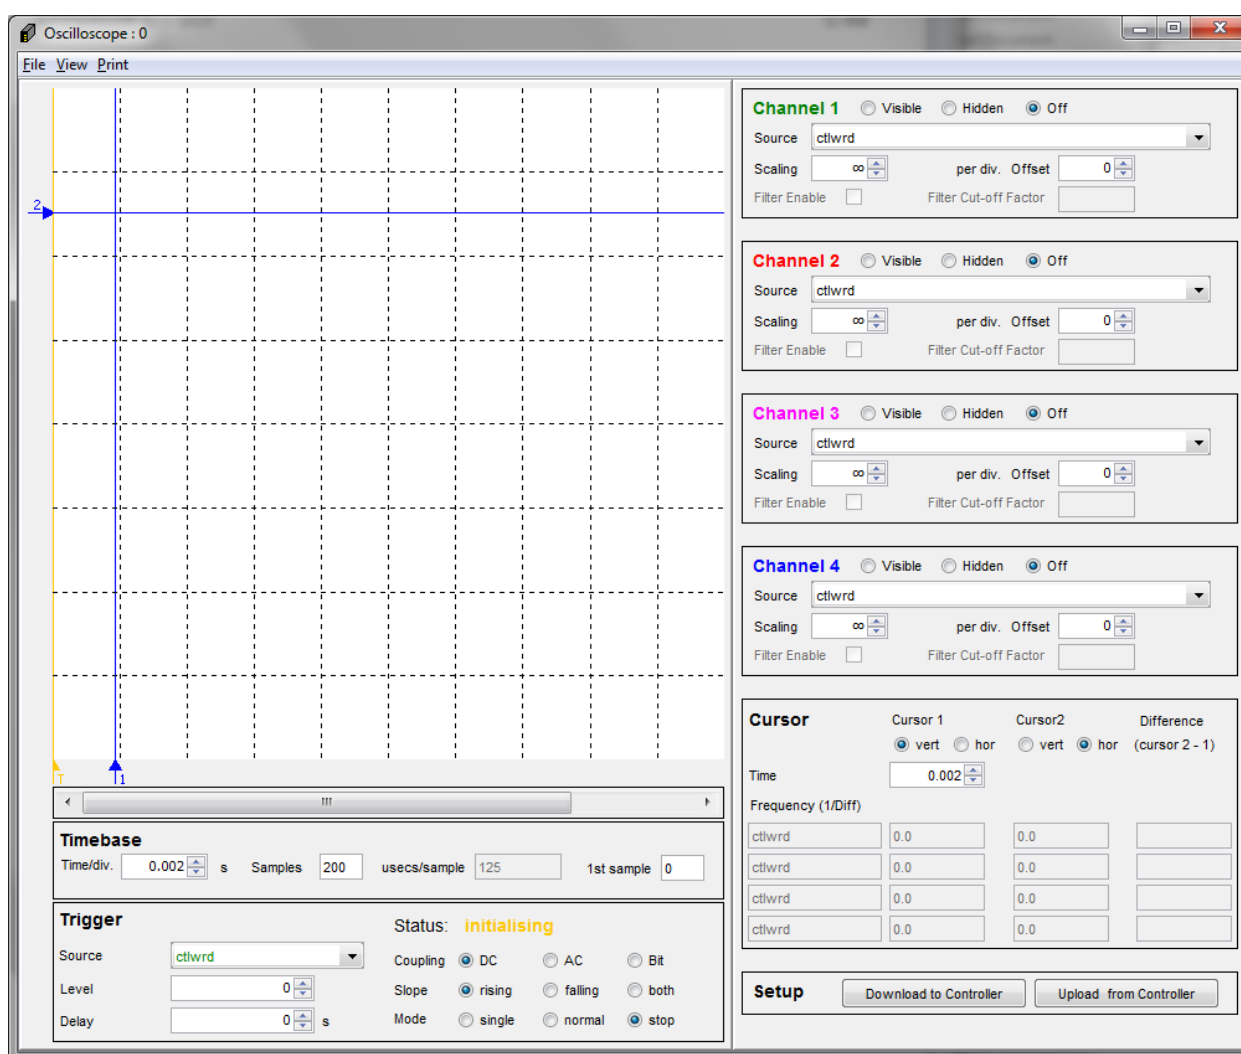 Oscilloscope : 0
File View Print
2
T
1
Timebase
Time/div. 0.002 s Samples 200 usecs/sample 125 1st sample 0
Trigger
Status: initialising
Source ctlwrd
Coupling DC AC Bit
Level 0
Slope rising falling both
Delay 0 s
Mode single normal stop
Channel 1 Visible Hidden Off
Source ctlwrd
Scaling ∞ per div. Offset 0
Filter Enable Filter Cut-off Factor
Channel 2 Visible Hidden Off
Source ctlwrd
Scaling ∞ per div. Offset 0
Filter Enable Filter Cut-off Factor
Channel 3 Visible Hidden Off
Source ctlwrd
Scaling ∞ per div. Offset 0
Filter Enable Filter Cut-off Factor
Channel 4 Visible Hidden Off
Source ctlwrd
Scaling ∞ per div. Offset 0
Filter Enable Filter Cut-off Factor
Cursor Cursor 1 Cursor2 Difference
vert hor vert hor (cursor 2 - 1)
Time 0.002
Frequency (1/Diff)
ctlwrd 0.0 0.0
ctlwrd 0.0 0.0
ctlwrd 0.0 0.0
ctlwrd 0.0 0.0
Setup Download to Controller Upload from Controller